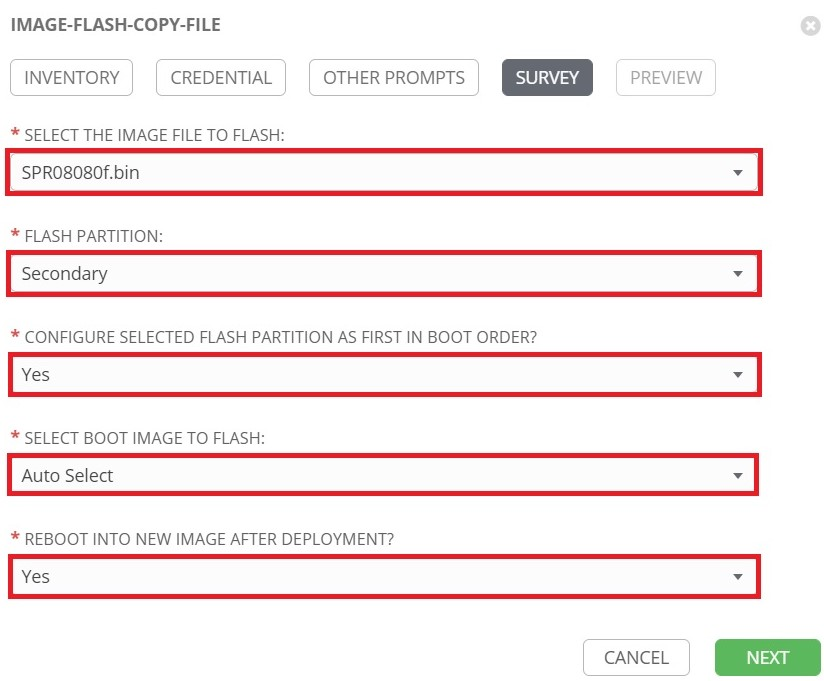 IMAGE-FLASH-COPY-FILE
INVENTORY CREDENTIAL OTHER PROMPTS SURVEY PREVIEW
* SELECT THE IMAGE FILE TO FLASH:
SPR08080f.bin
* FLASH PARTITION:
Secondary
* CONFIGURE SELECTED FLASH PARTITION AS FIRST IN BOOT ORDER?
Yes
* SELECT BOOT IMAGE TO FLASH:
Auto Select
* REBOOT INTO NEW IMAGE AFTER DEPLOYMENT?
Yes
CANCEL NEXT